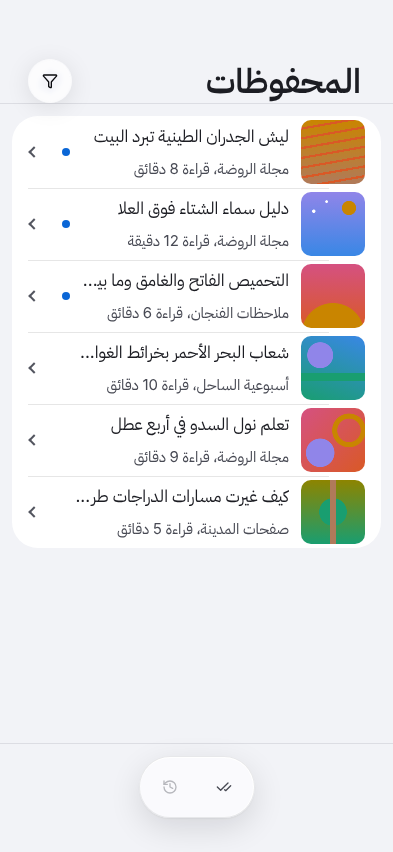 المحفوظات
ليش الجدران الطينية تبرد البيت
مجلة الروضة، قراءة 8 دقائق
دليل سماء الشتاء فوق العلا
مجلة الروضة، قراءة 12 دقيقة
التحميص الفاتح والغامق وما بيـ...
ملاحظات الفنجان، قراءة 6 دقائق
شعاب البحر الأحمر بخرائط الغوا...
أسبوعية الساحل، قراءة 10 دقائق
تعلم نول السدو في أربع عطل
مجلة الروضة، قراءة 9 دقائق
كيف غيرت مسارات الدراجات طر...
صفحات المدينة، قراءة 5 دقائق